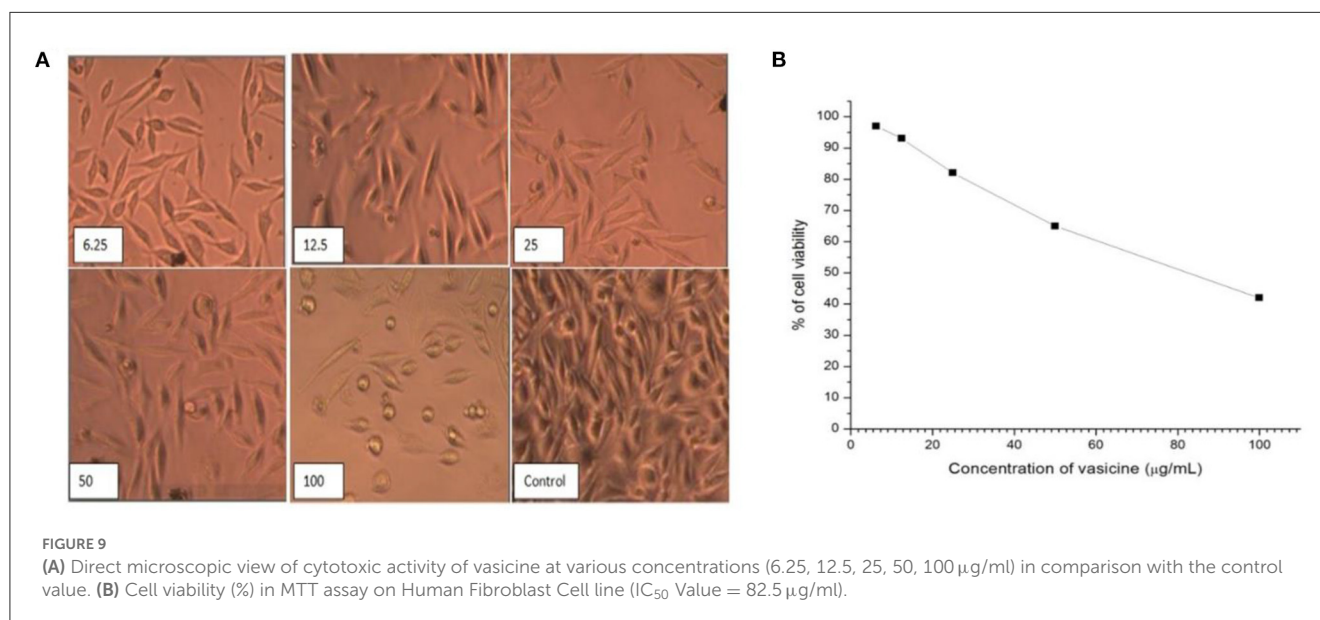 A
B
6.25
12.5
25
50
100
Control
100
90
80
70
60
50
40
30
20
10
0
% of cell viability
0 20 40 60 80 100
Concentration of vasicine (µg/mL)
FIGURE 9
(A) Direct microscopic view of cytotoxic activity of vasicine at various concentrations (6.25, 12.5, 25, 50, 100 µg/ml) in comparison with the control
value. (B) Cell viability (%) in MTT assay on Human Fibroblast Cell line (IC50 Value = 82.5 µg/ml).